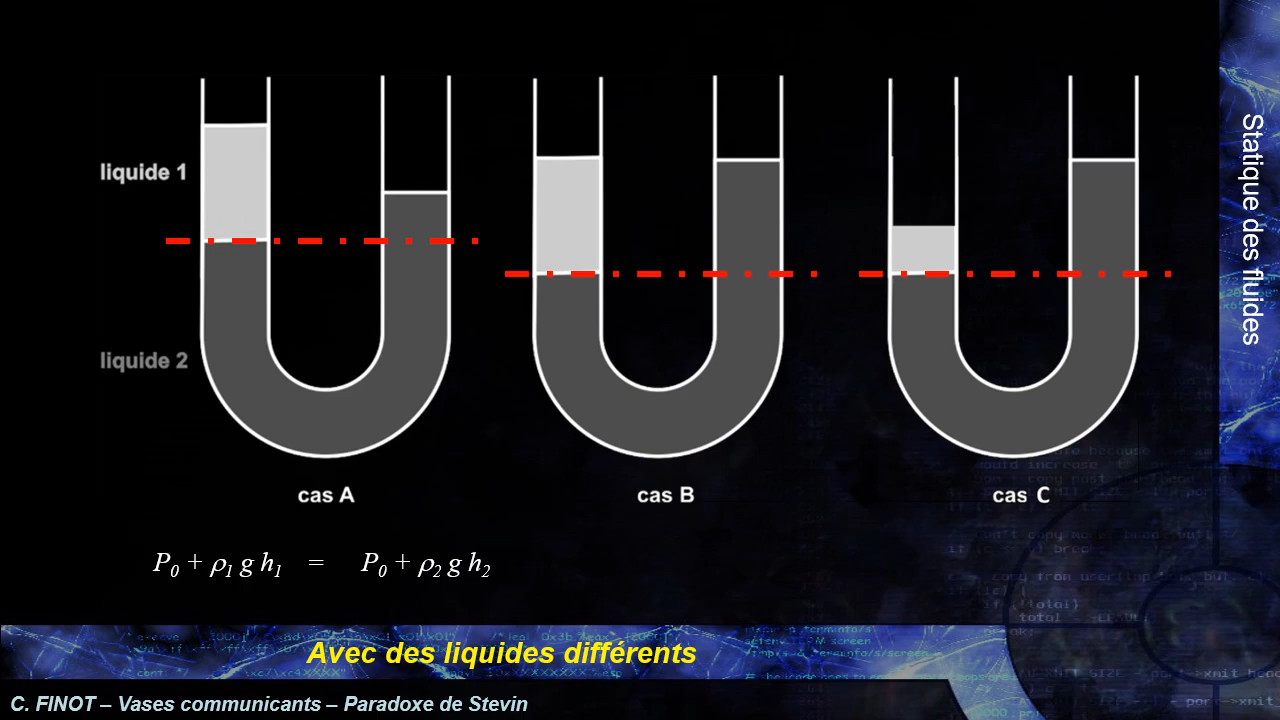 liquide 1
liquide 2
cas A
cas B
cas C
P₀ + ρ₁ g h₁ = P₀ + ρ₂ g h₂
Avec des liquides différents
C. FINOT – Vases communicants – Paradoxe de Stevin
Statique des fluides